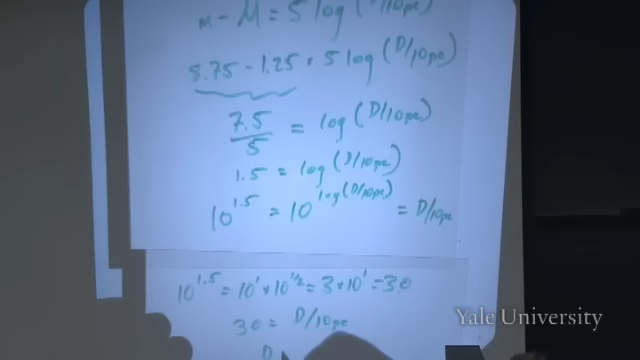 m - M = 5 log (D/10pc)
8.75 - 1.25 = 5 log (D/10pc)
7.5/5 = log (D/10pc)
1.5 = log (D/10pc)
10^1.5 = 10^log(D/10pc) = D/10pc
10^1.5 = 10^1 * 10^1/2 = 3 * 10^1 = 30
30 = D/10pc
D
Yale University